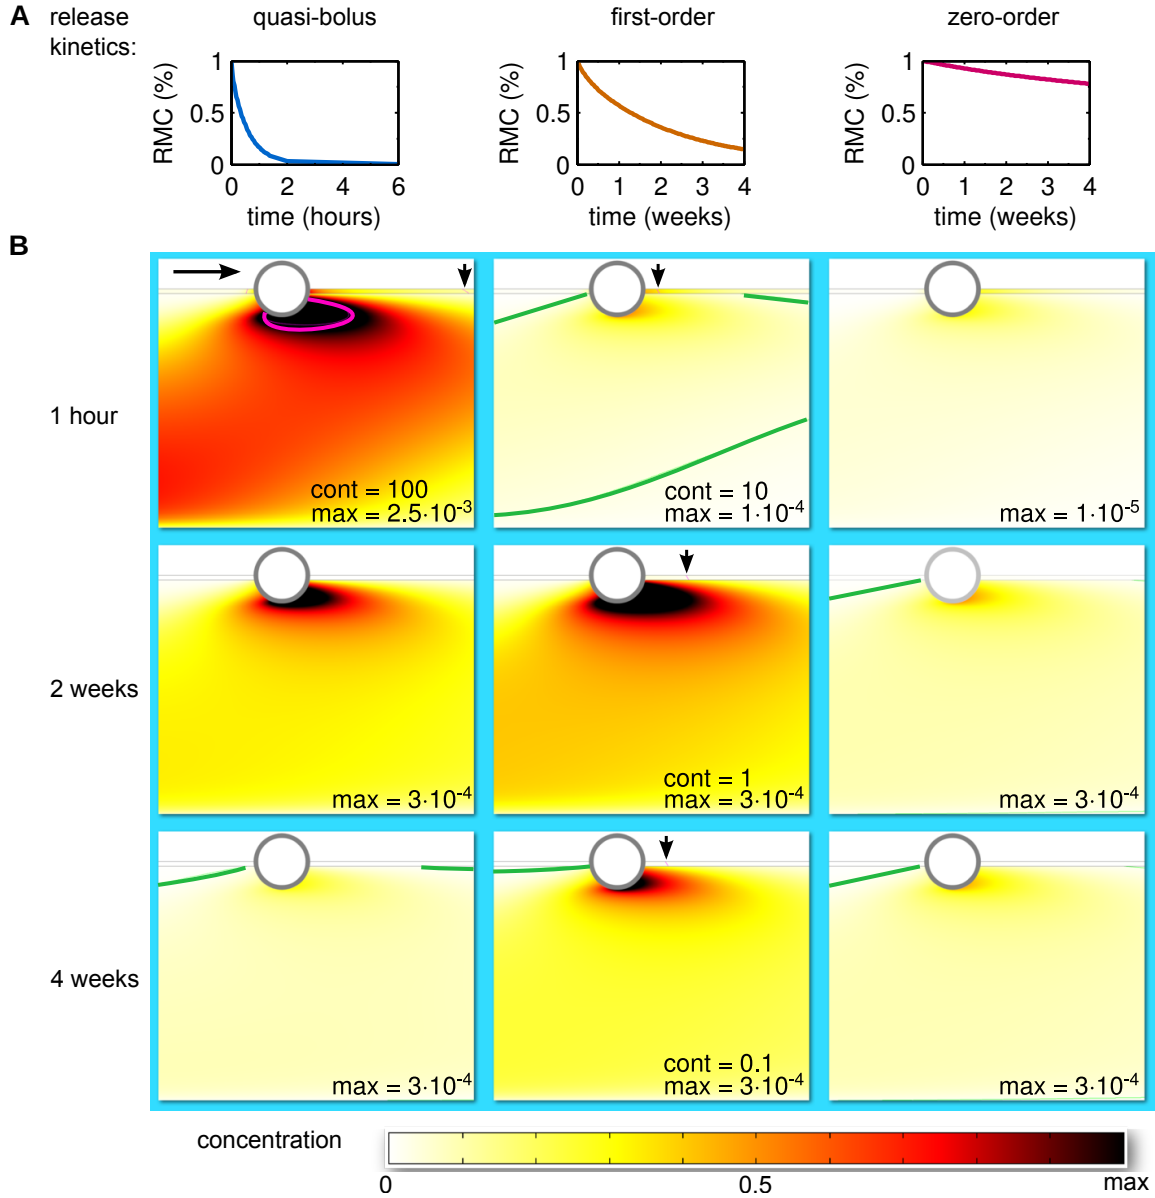 A release kinetics: quasi-bolus first-order zero-order
RMC (%) 1 0.5 0
0 2 4 6
time (hours)
RMC (%) 1 0.5 0
0 1 2 3 4
time (weeks)
RMC (%) 1 0.5 0
0 1 2 3 4
time (weeks)
B
1 hour
cont = 100
max = 2.5·10-3
cont = 10
max = 1·10-4
max = 1·10-5
2 weeks
max = 3·10-4
cont = 1
max = 3·10-4
max = 3·10-4
4 weeks
max = 3·10-4
cont = 0.1
max = 3·10-4
max = 3·10-4
concentration
0 0.5 max